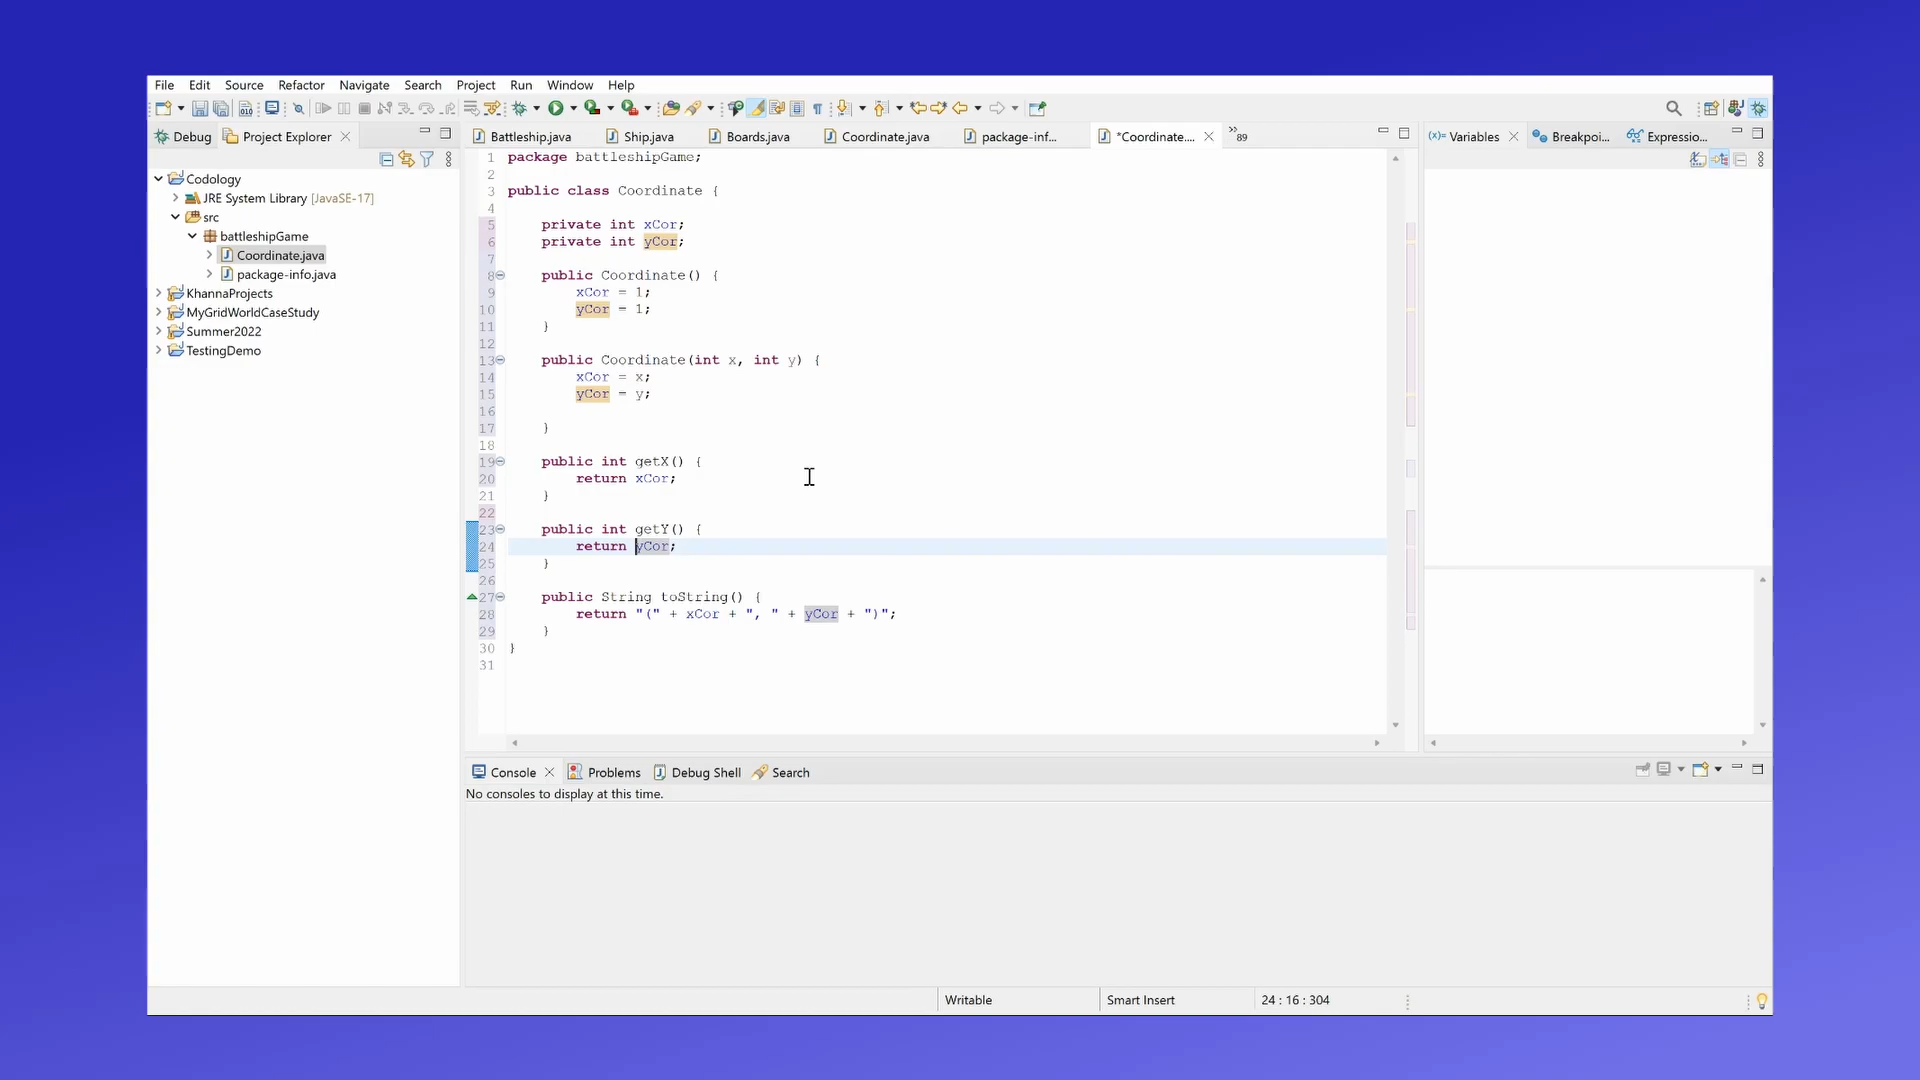 File Edit Source Refactor Navigate Search Project Run Window Help
Debug Project Explorer
Codology
JRE System Library [JavaSE-17]
src
battleshipGame
Coordinate.java
package-info.java
KhannaProjects
MyGridWorldCaseStudy
Summer2022
TestingDemo
Battleship.java Ship.java Boards.java Coordinate.java package-inf... *Coordinate.... »89
1 package battleshipGame;
2
3 public class Coordinate {
4
5 private int xCor;
6 private int yCor;
7
8 public Coordinate() {
9 xCor = 1;
10 yCor = 1;
11 }
12
13 public Coordinate(int x, int y) {
14 xCor = x;
15 yCor = y;
16
17 }
18
19 public int getX() {
20 return xCor;
21 }
22
23 public int getY() {
24 return yCor;
25 }
26
27 public String toString() {
28 return "(" + xCor + ", " + yCor + ")";
29 }
30 }
31
(x)= Variables Breakpoi... Expressio...
Console Problems Debug Shell Search
No consoles to display at this time.
Writable Smart Insert 24 : 16 : 304